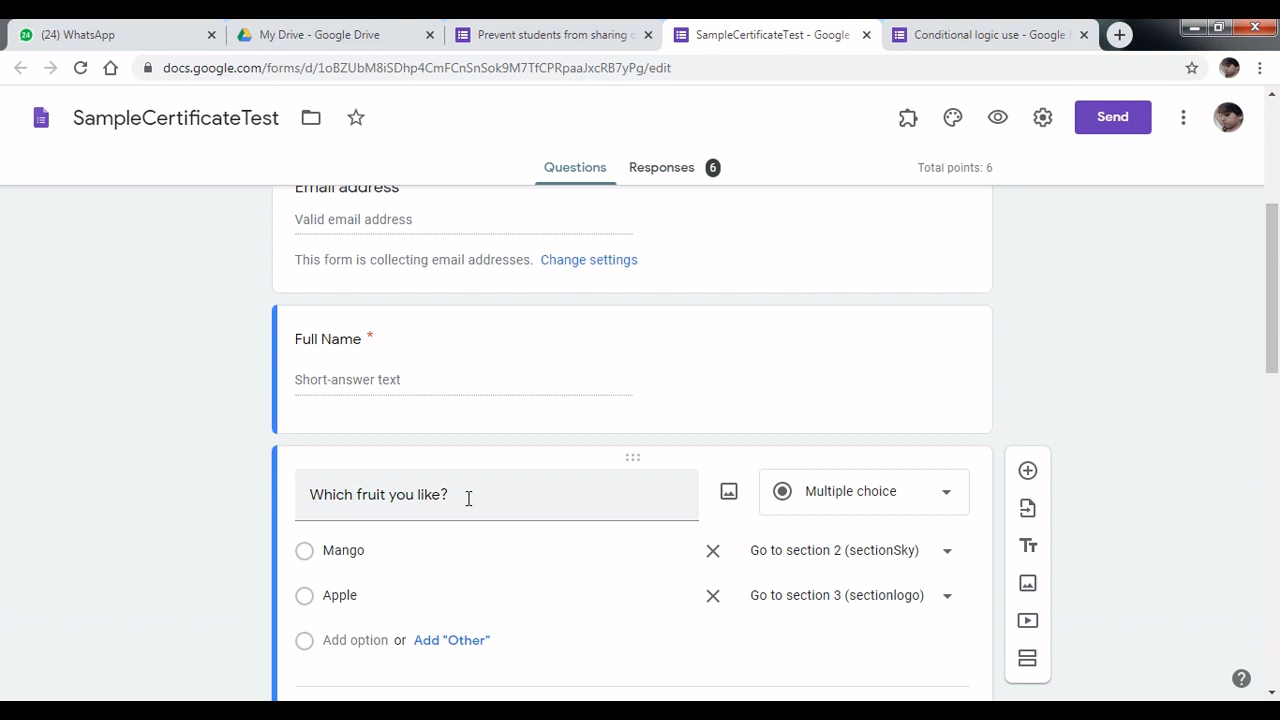 24
(24) WhatsApp
My Drive - Google Drive
Prevent Other from sharing o
SampleCertificateTest - Google
Conditional logic use - Google
docs.google.com/forms/d/1oBZUbM8iSDhp4CmFCnSnSok9M7TfCPRpaaJxcRB7yPg/edit
SampleCertificateTest
Send
Questions
Responses 6
Total points: 6
Email address
Valid email address
This form is collecting email addresses. Change settings
Full Name *
Short-answer text
Which fruit you like?
Multiple choice
Mango
Go to section 2 (sectionSky)
Apple
Go to section 3 (sectionlogo)
Add option or Add "Other"
Tt